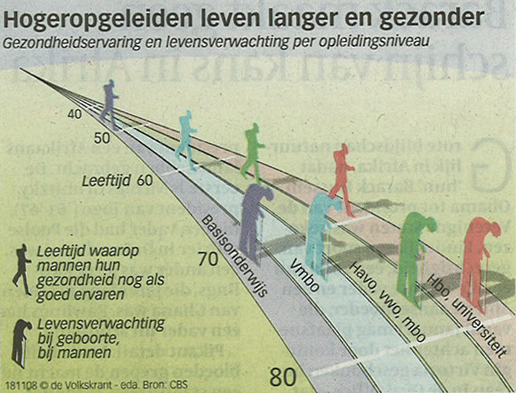 Hogeropgeleiden leven langer en gezonder
Gezondheidservaring en levensverwachting per opleidingsniveau
40
50
Leeftijd 60
70
80
Basisonderwijs
Vmbo
Havo, vwo, mbo
Hbo, universiteit
Leeftijd waarop
mannen hun
gezondheid nog als
goed ervaren
Levensverwachting
bij geboorte,
bij mannen
181108 © de Volkskrant - eda. Bron: CBS